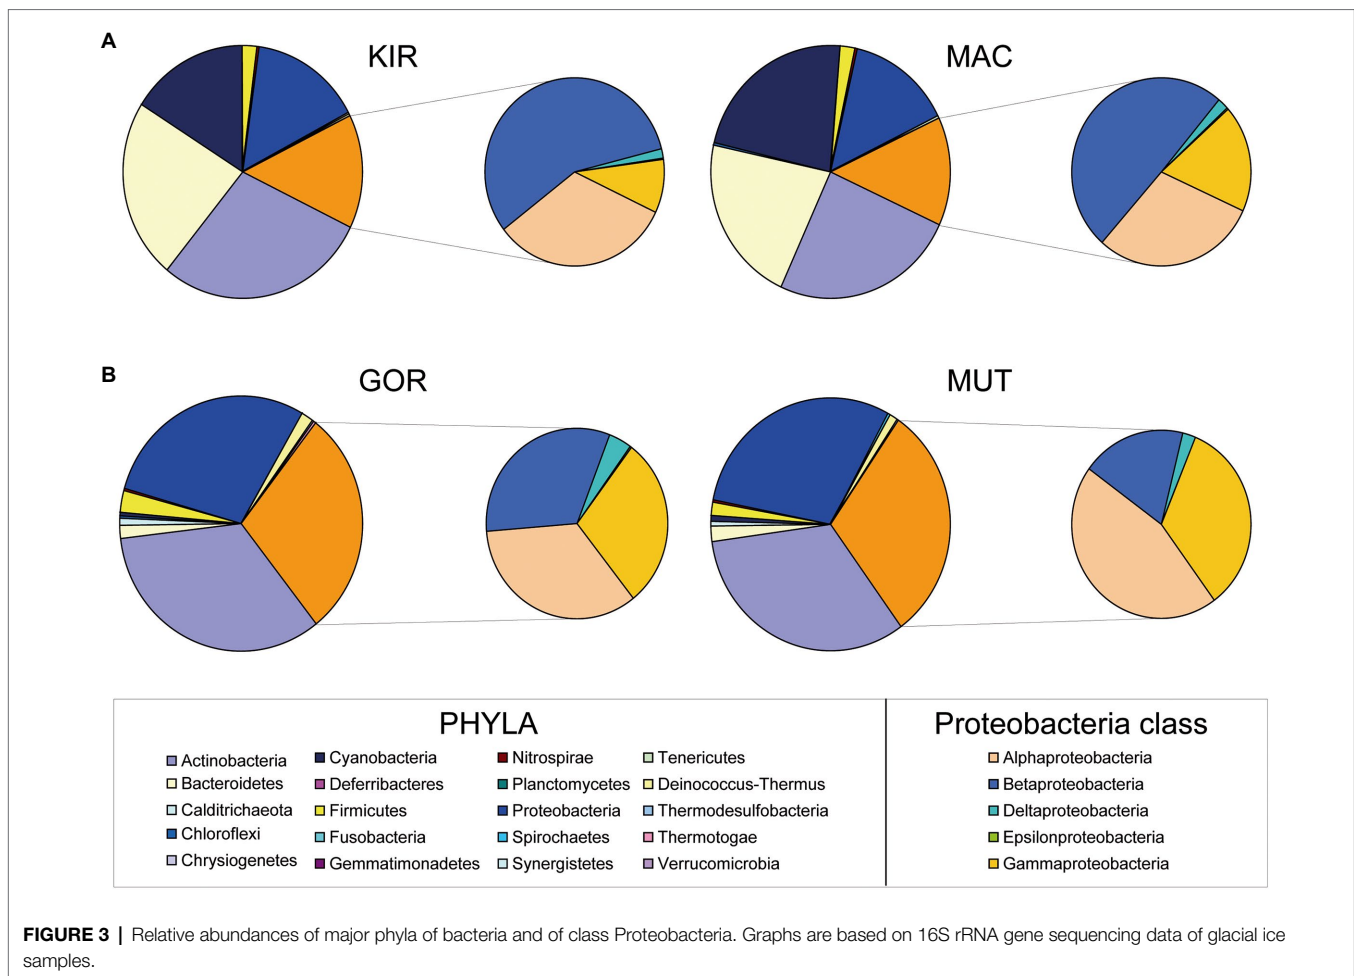 A
KIR
MAC
B
GOR
MUT
PHYLA
Actinobacteria
Bacteroidetes
Calditrichaeota
Chloroflexi
Chrysiogenetes
Cyanobacteria
Deferribacteres
Firmicutes
Fusobacteria
Gemmatimonadetes
Nitrospirae
Planctomycetes
Proteobacteria
Spirochaetes
Synergistetes
Tenericutes
Deinococcus-Thermus
Thermodesulfobacteria
Thermotogae
Verrucomicrobia
Proteobacteria class
Alphaproteobacteria
Betaproteobacteria
Deltaproteobacteria
Epsilonproteobacteria
Gammaproteobacteria
FIGURE 3 | Relative abundances of major phyla of bacteria and of class Proteobacteria. Graphs are based on 16S rRNA gene sequencing data of glacial ice
samples.